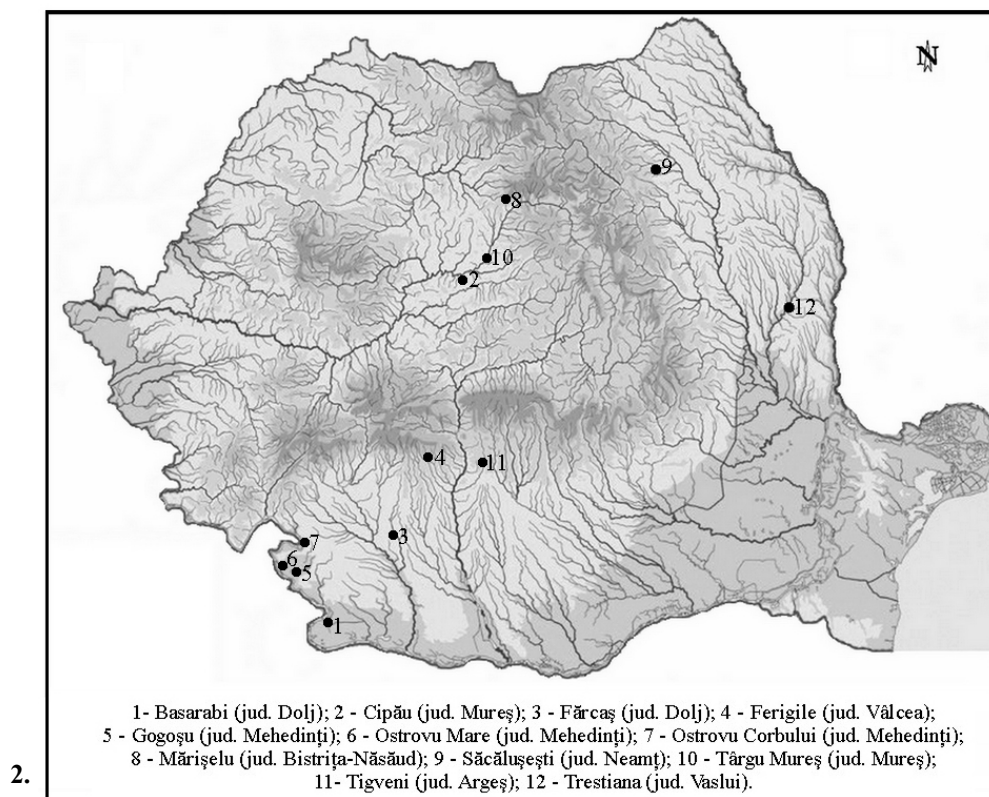 N
9
8
10
2
12
4
11
3
7
6
5
1
1- Basarabi (jud. Dolj); 2 - Cipău (jud. Mureş); 3 - Fărcaş (jud. Dolj); 4 - Ferigile (jud. Vâlcea);
5 - Gogoşu (jud. Mehedinţi); 6 - Ostrovu Mare (jud. Mehedinţi); 7 - Ostrovu Corbului (jud. Mehedinţi);
8 - Mărişelu (jud. Bistriţa-Năsăud); 9 - Săcăluşeşti (jud. Neamţ); 10 - Târgu Mureş (jud. Mureş);
11- Tigveni (jud. Argeş); 12 - Trestiana (jud. Vaslui).
2.